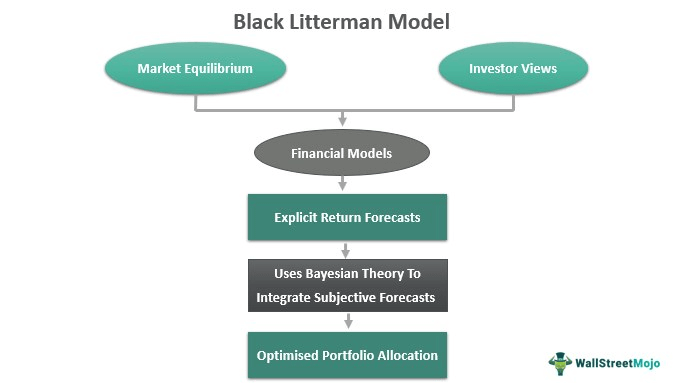 Black Litterman Model
Market Equilibrium
Investor Views
Financial Models
Explicit Return Forecasts
Uses Bayesian Theory To
Integrate Subjective Forecasts
Optimised Portfolio Allocation
WallStreetMojo